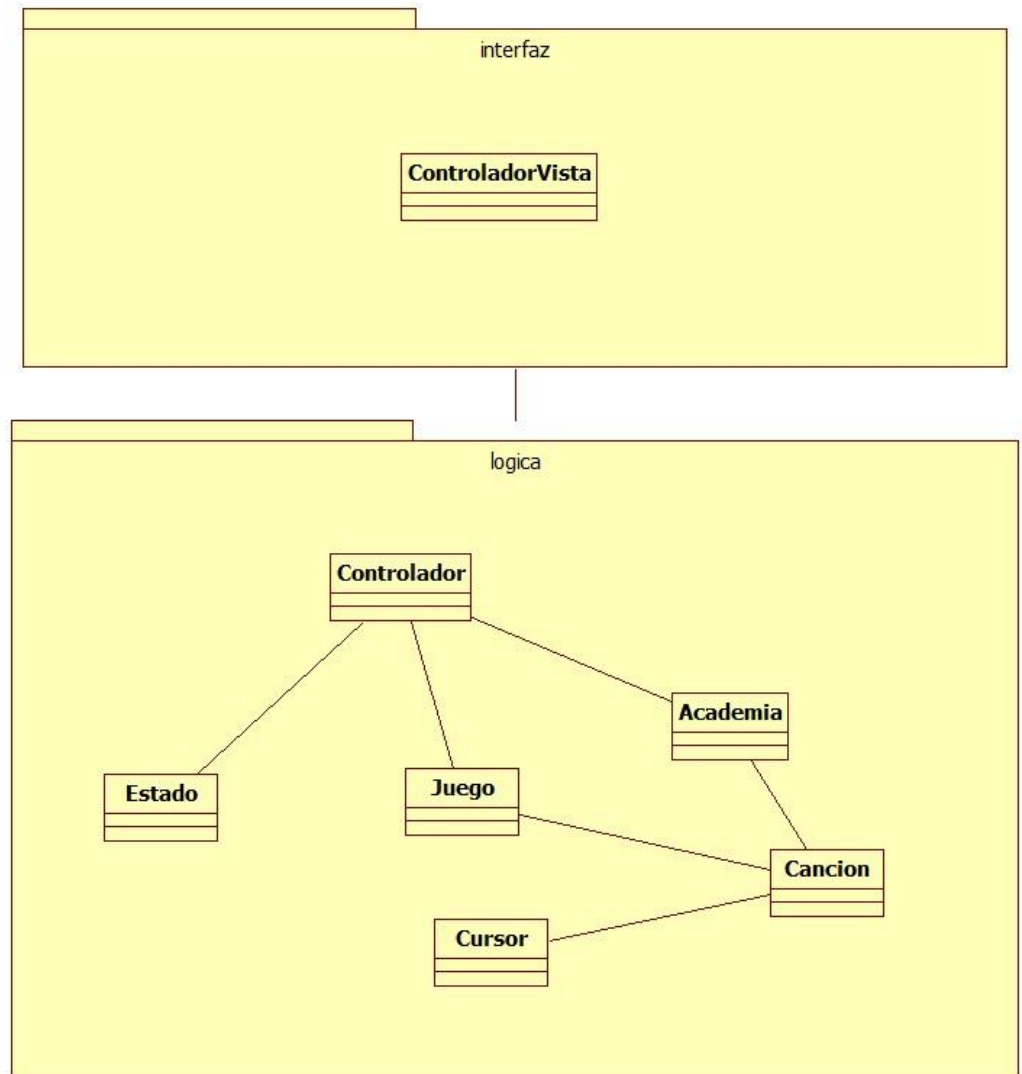 interfaz
ControladorVista
logica
Controlador
Academia
Estado
Juego
Cancion
Cursor